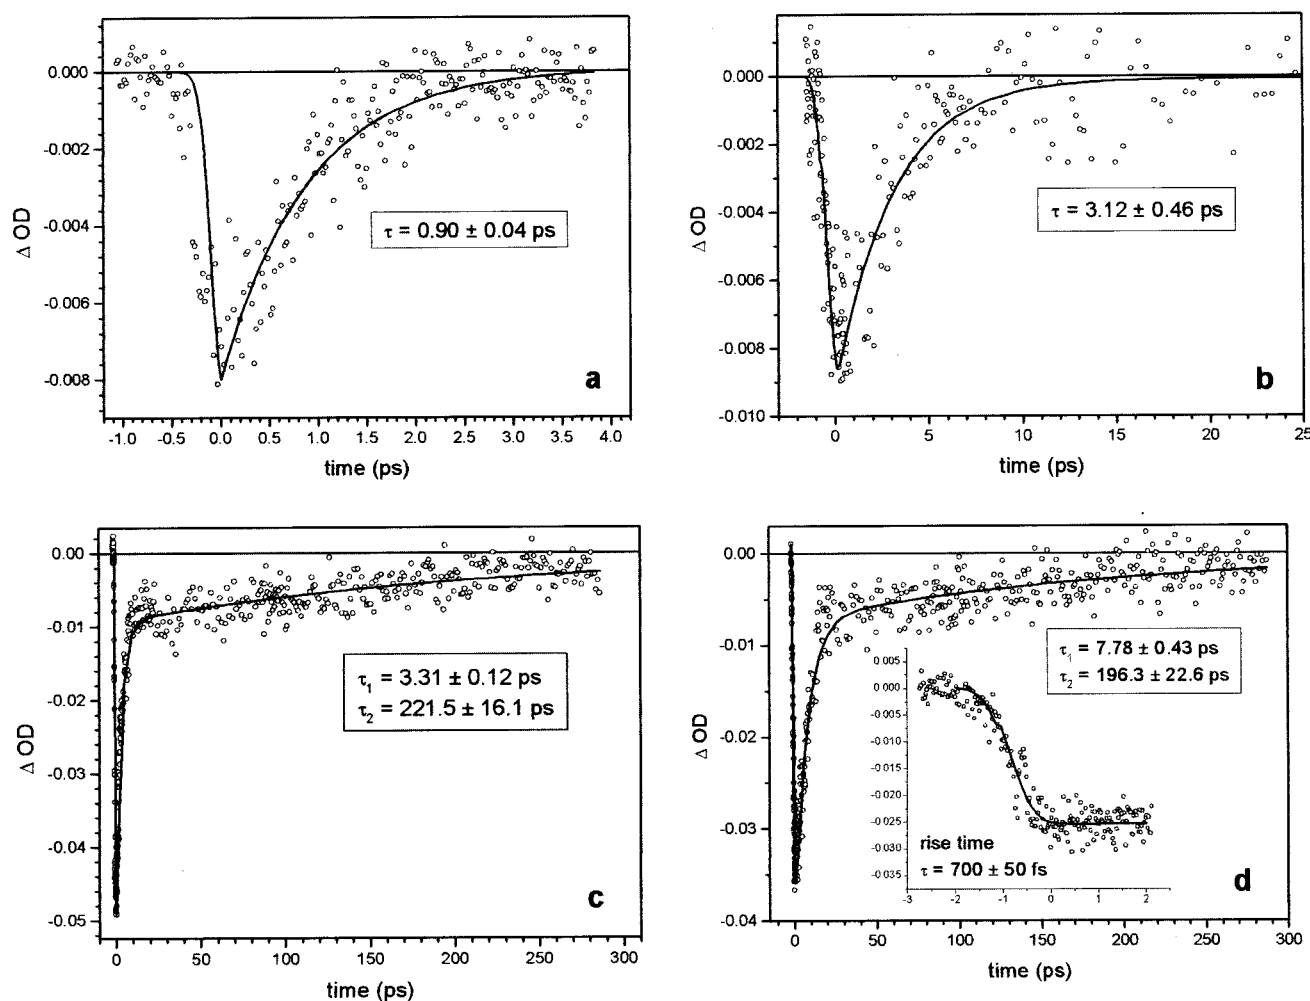 0.000
-0.002
-0.004
-0.006
-0.008
Δ OD
τ = 0.90 ± 0.04 ps
a
-1.0 -0.5 0.0 0.5 1.0 1.5 2.0 2.5 3.0 3.5 4.0
time (ps)
0.000
-0.002
-0.004
-0.006
-0.008
-0.010
Δ OD
τ = 3.12 ± 0.46 ps
b
0 5 10 15 20 25
time (ps)
0.00
-0.01
-0.02
-0.03
-0.04
-0.05
Δ OD
τ1 = 3.31 ± 0.12 ps
τ2 = 221.5 ± 16.1 ps
c
0 50 100 150 200 250 300
time (ps)
0.00
-0.01
-0.02
-0.03
-0.04
Δ OD
τ1 = 7.78 ± 0.43 ps
τ2 = 196.3 ± 22.6 ps
0.005
0.000
-0.005
-0.010
-0.015
-0.020
-0.025
-0.030
-0.035
rise time
τ = 700 ± 50 fs
-3 -2 -1 0 1 2
d
0 50 100 150 200 250 300
time (ps)